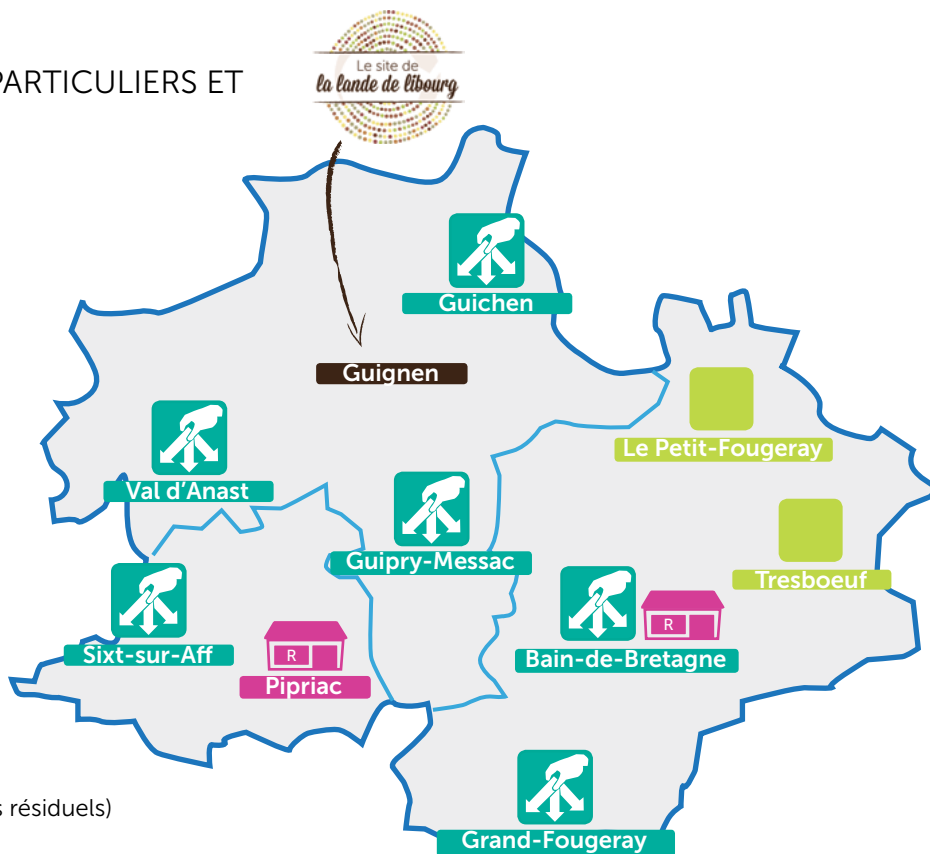 PARTICULIERS ET
Le site de
la lande de libourg
Guichen
Guignen
Le Petit-Fougeray
Val d'Anast
Guipry-Messac
Tresboeuf
Sixt-sur-Aff
R
Pipriac
R
Bain-de-Bretagne
s résiduels)
Grand-Fougeray